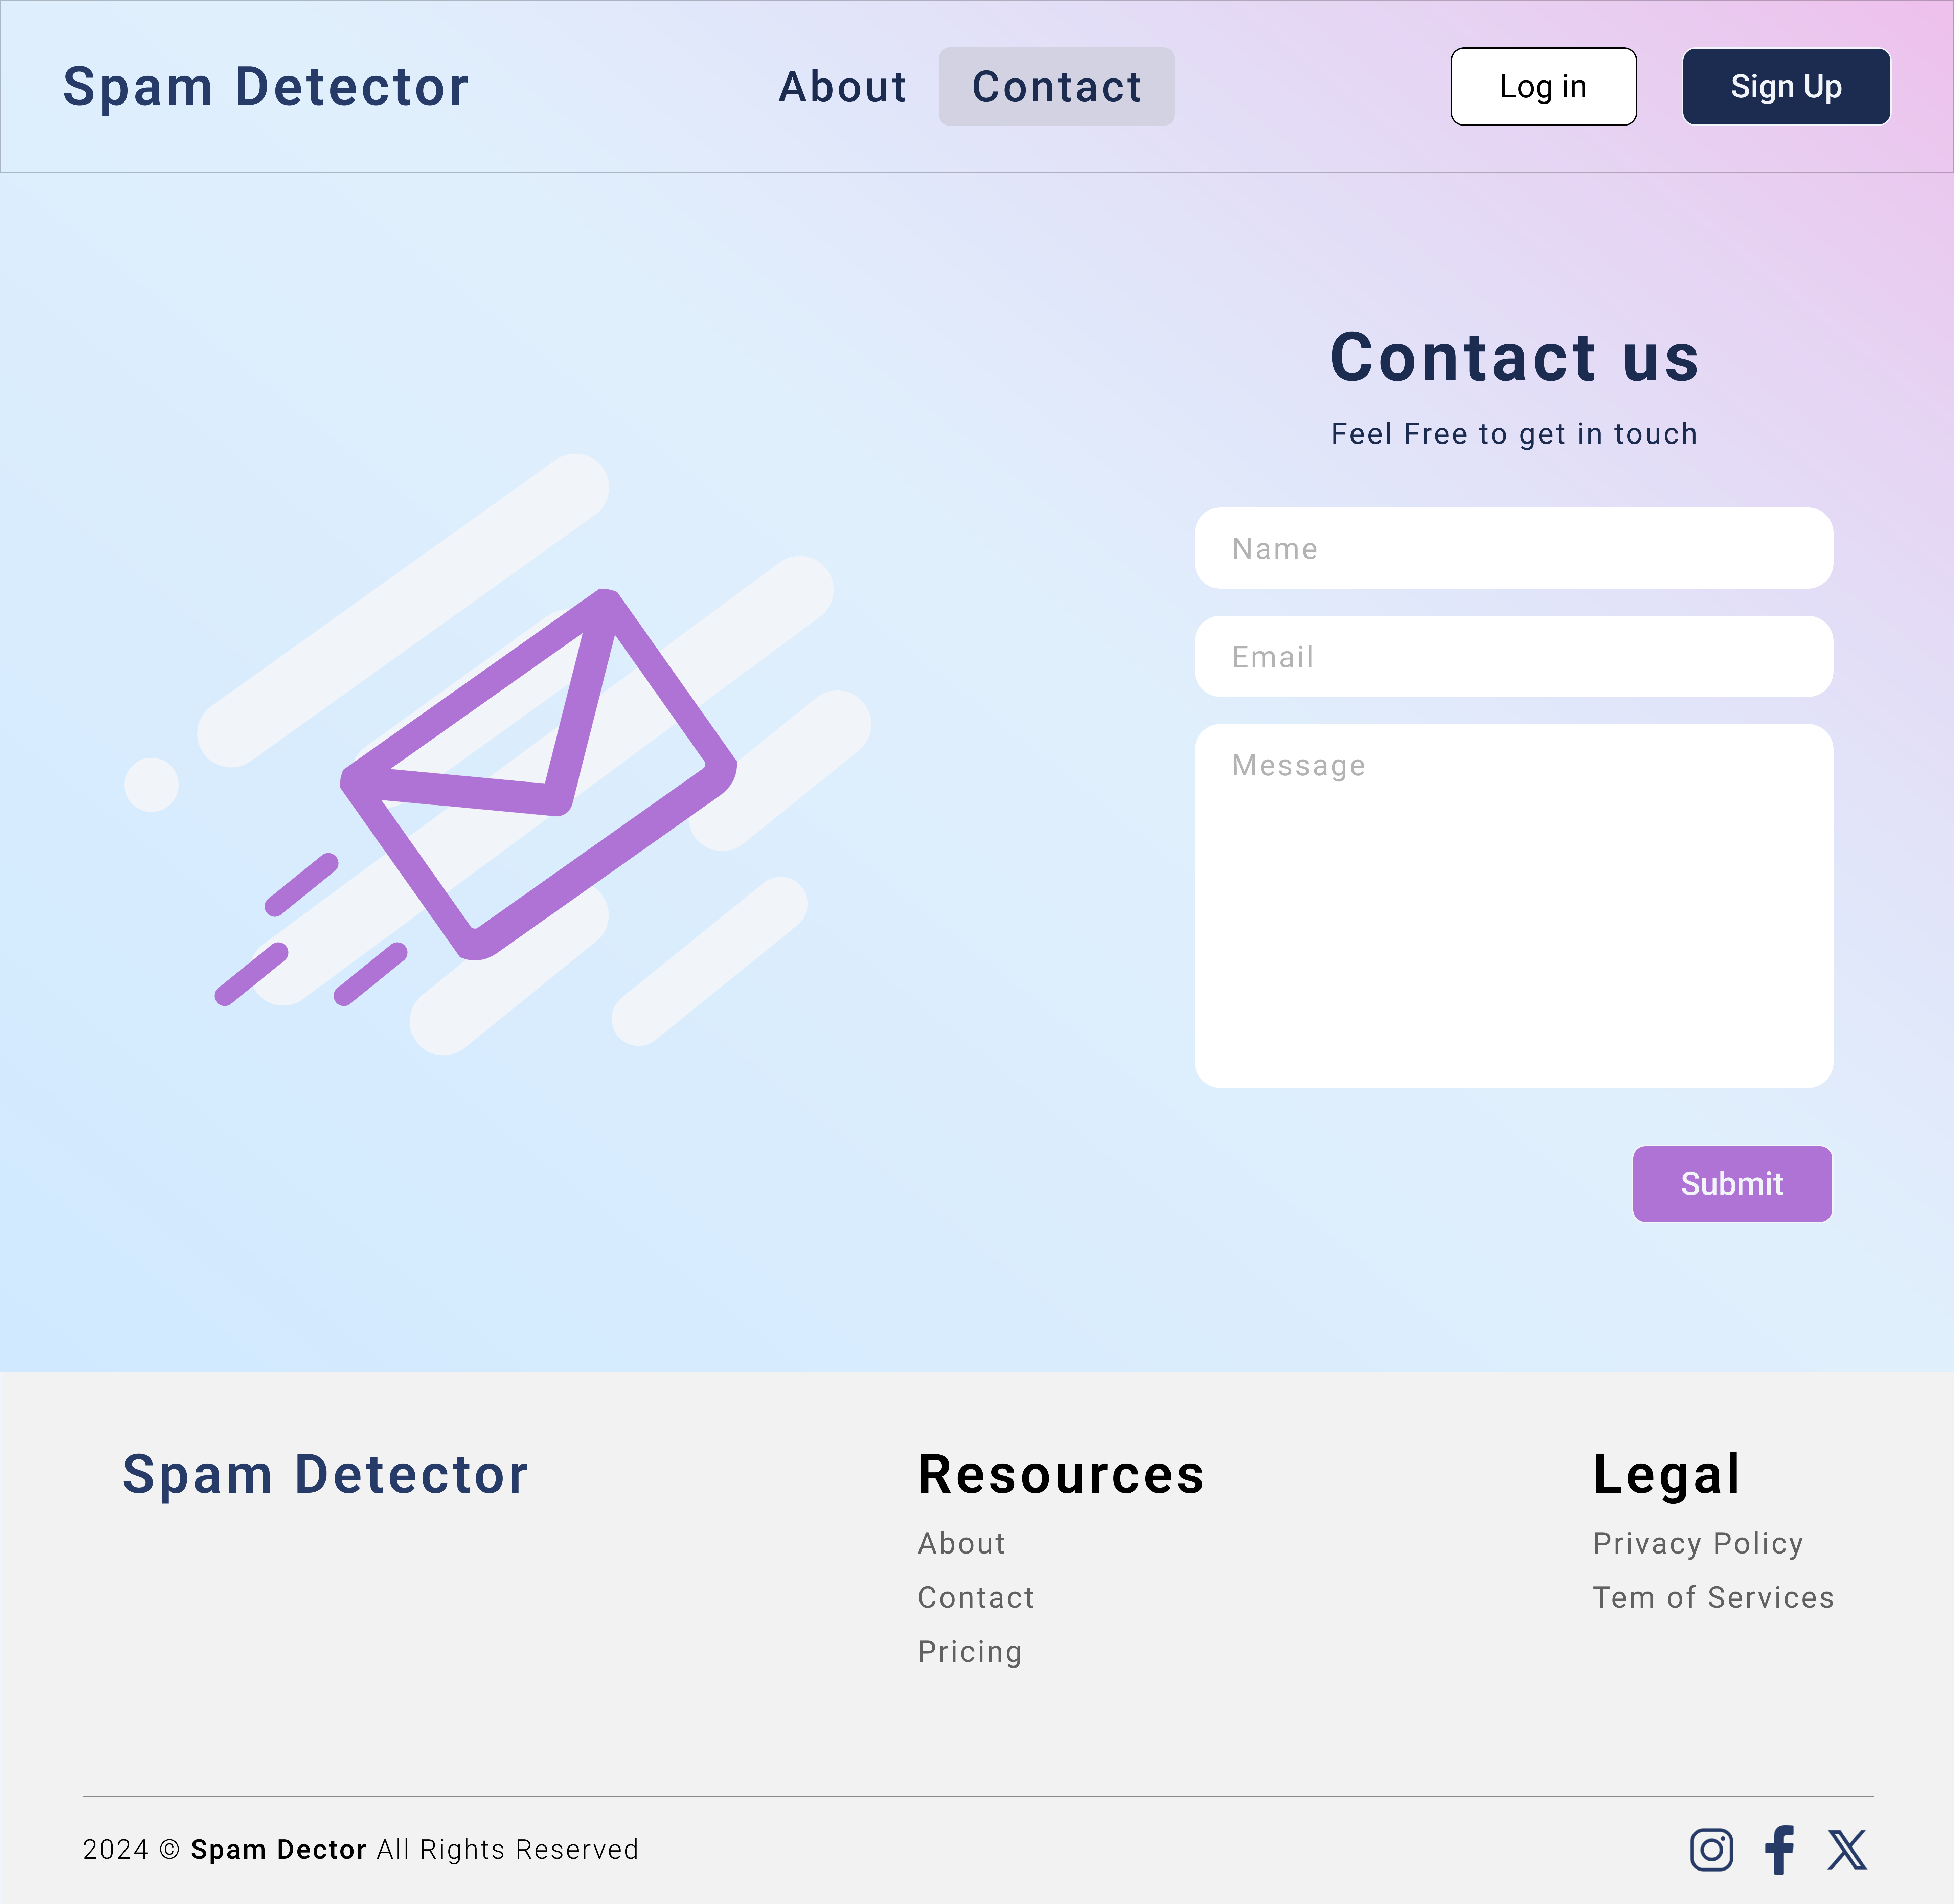 Spam Detector
About
Contact
Log in
Sign Up
Contact us
Feel Free to get in touch
Name
Email
Message
Submit
Spam Detector
Resources
About
Contact
Pricing
Legal
Privacy Policy
Tem of Services
2024 © Spam Dector All Rights Reserved